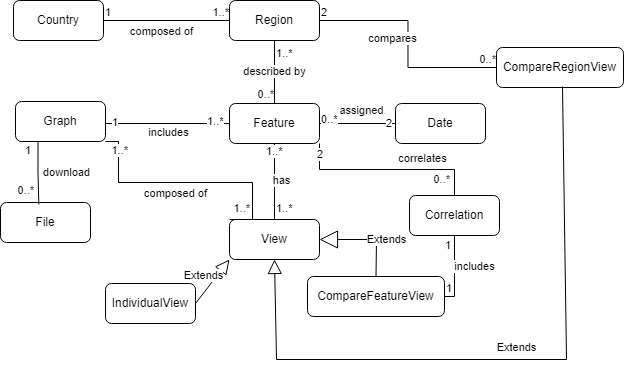 Country
1
composed of
1..*
Region
2
compares
0..*
CompareRegionView
1..*
described by
0..*
Graph
1
includes
1..*
Feature
0..*
assigned
2
Date
1
download
0..*
File
1..*
composed of
1..*
1..*
has
1..*
2
correlates
0..*
Correlation
1
includes
1
View
Extends
CompareFeatureView
Extends
IndividualView
Extends